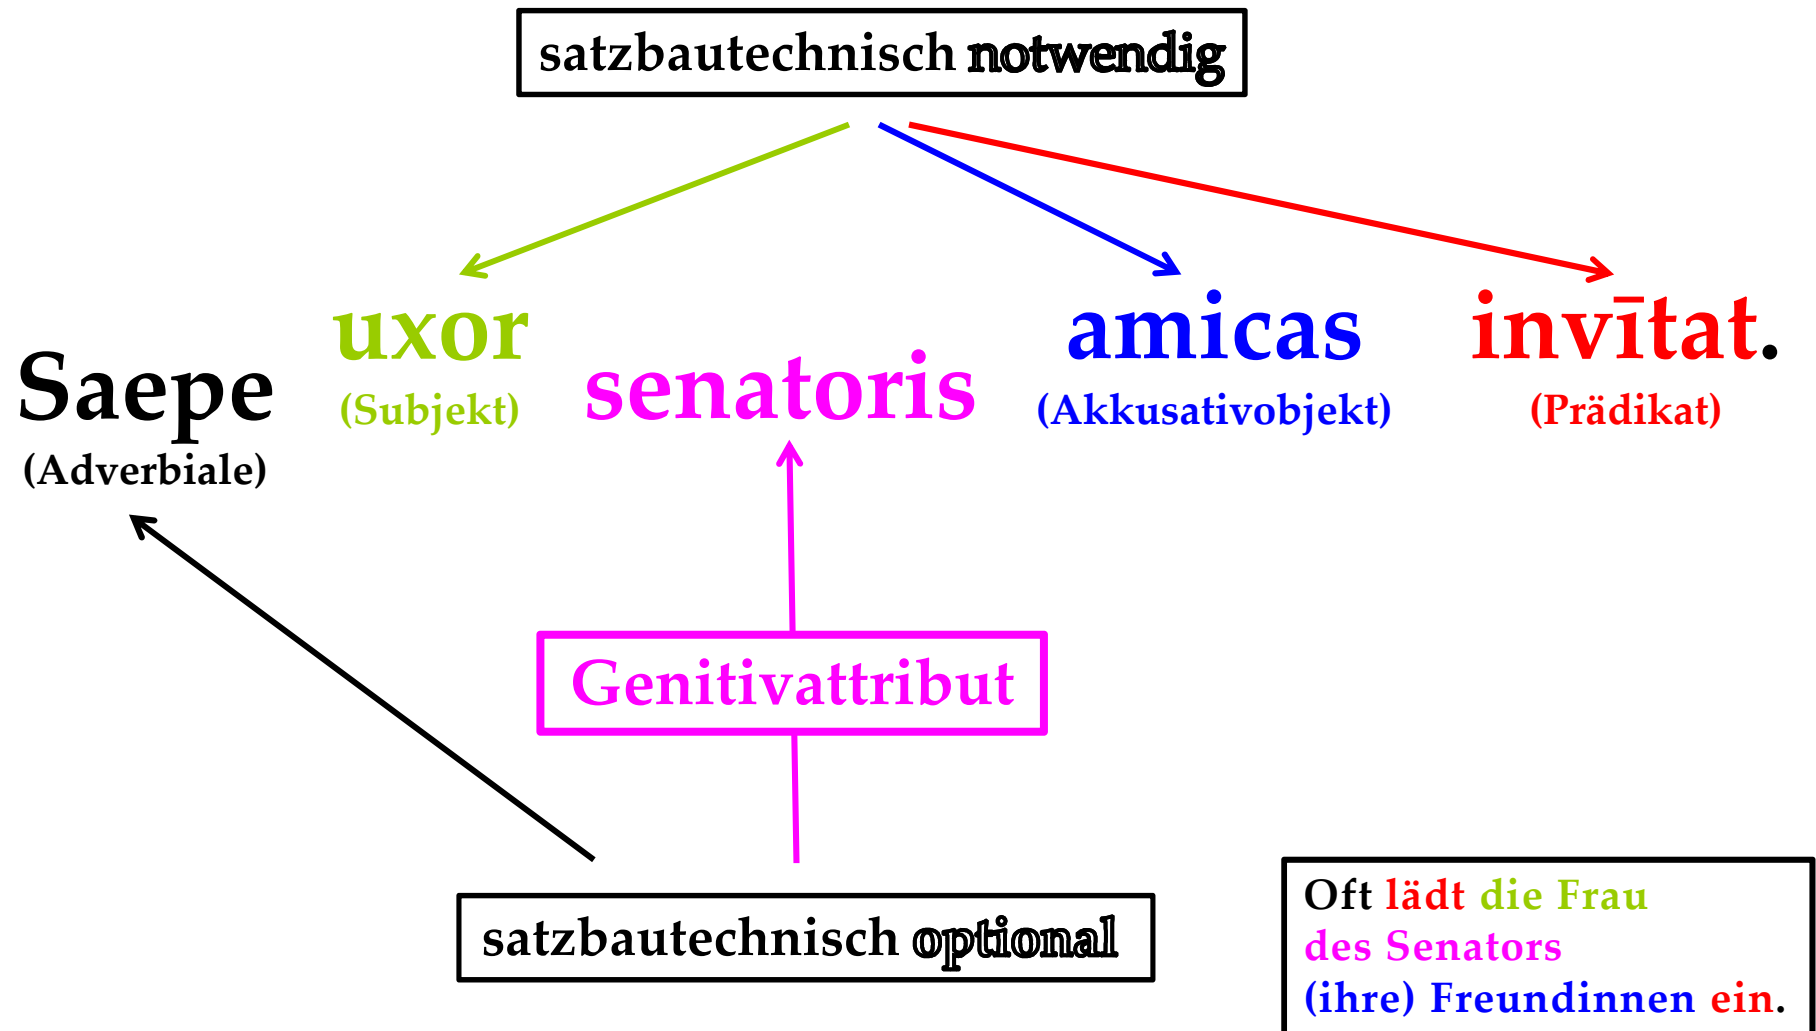 satzbautechnisch notwendig
Saepe uxor senatoris amicas invītat.
(Adverbiale) (Subjekt) (Akkusativobjekt) (Prädikat)
Genitivattribut
satzbautechnisch optional
Oft lädt die Frau
des Senators
(ihre) Freundinnen ein.